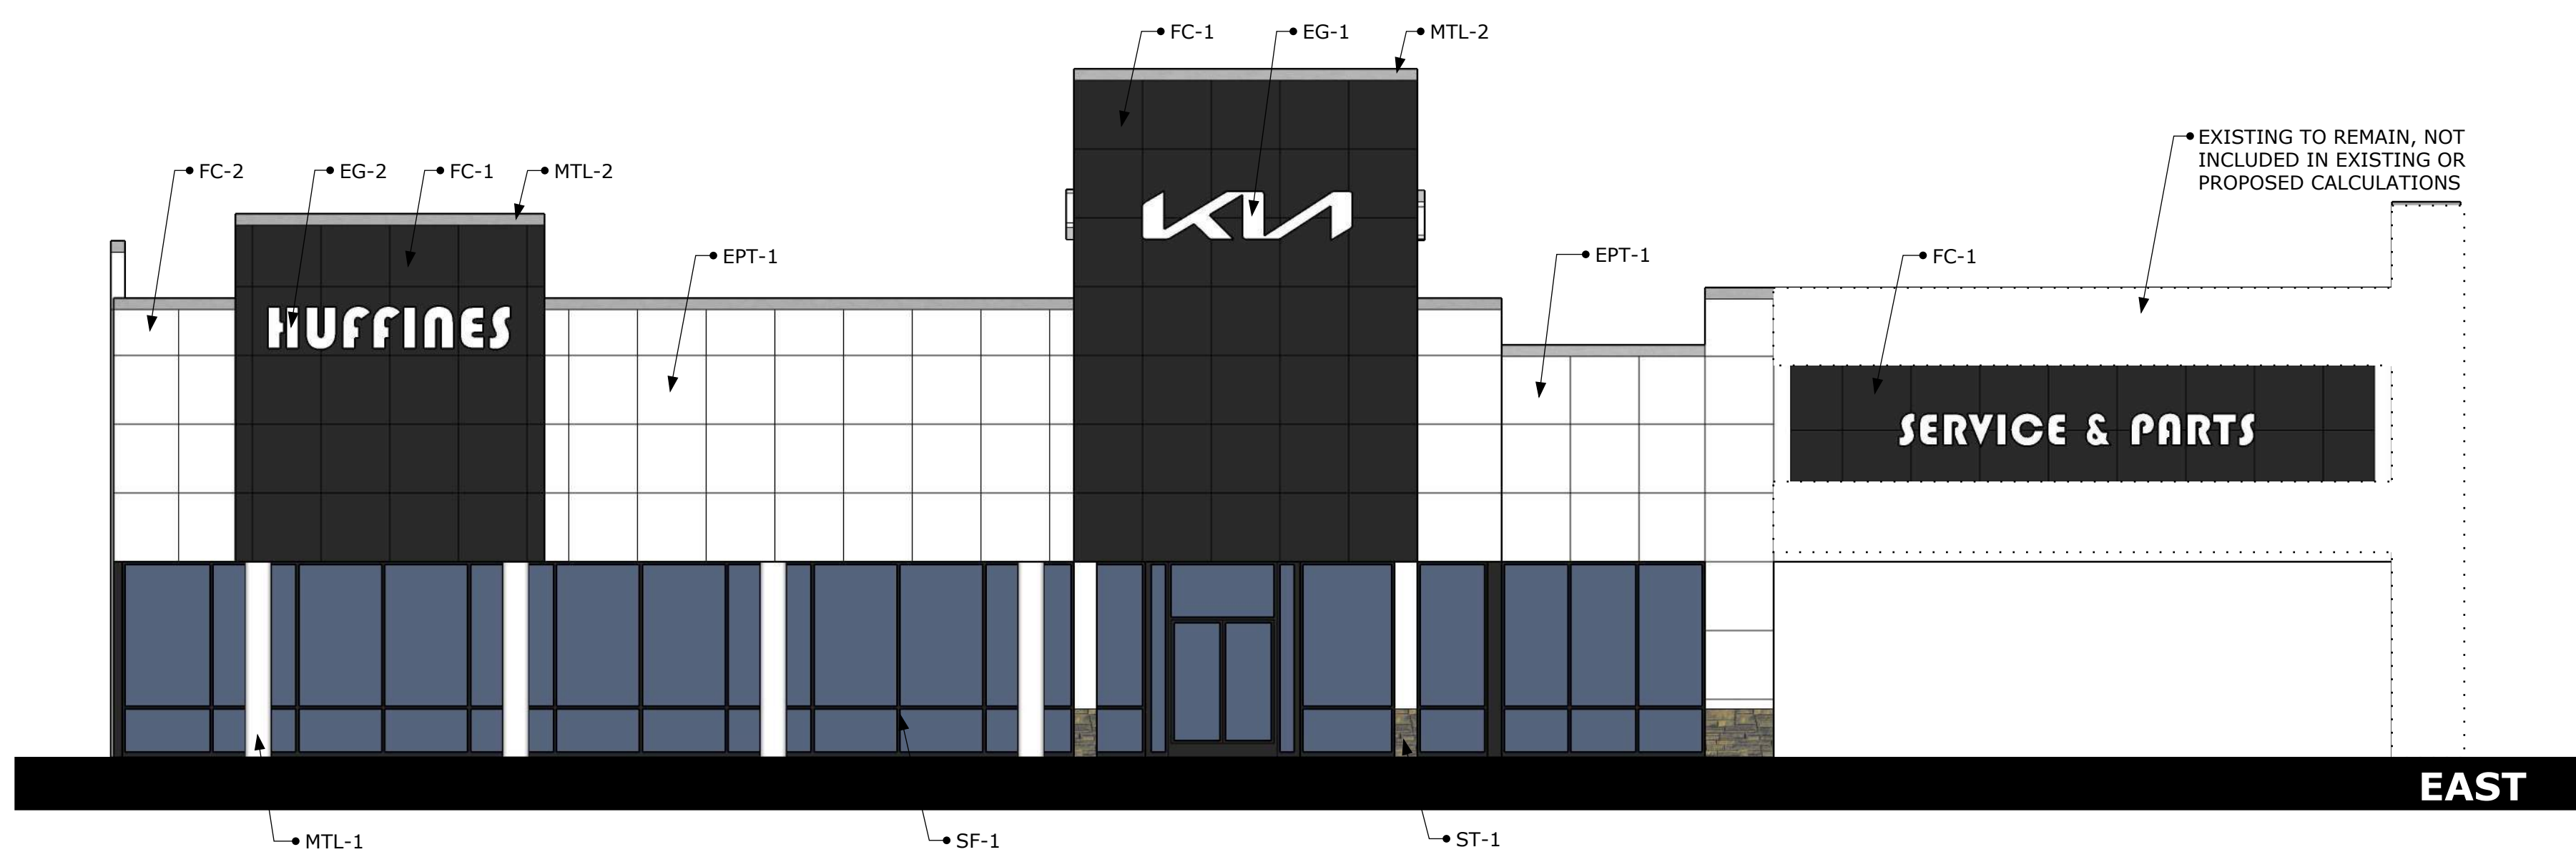 FC-1
EG-1
MTL-2
EXISTING TO REMAIN, NOT
INCLUDED IN EXISTING OR
PROPOSED CALCULATIONS
FC-2
EG-2
FC-1
MTL-2
EPT-1
EPT-1
FC-1
KIA
HUFFINES
SERVICE & PARTS
EAST
MTL-1
SF-1
ST-1